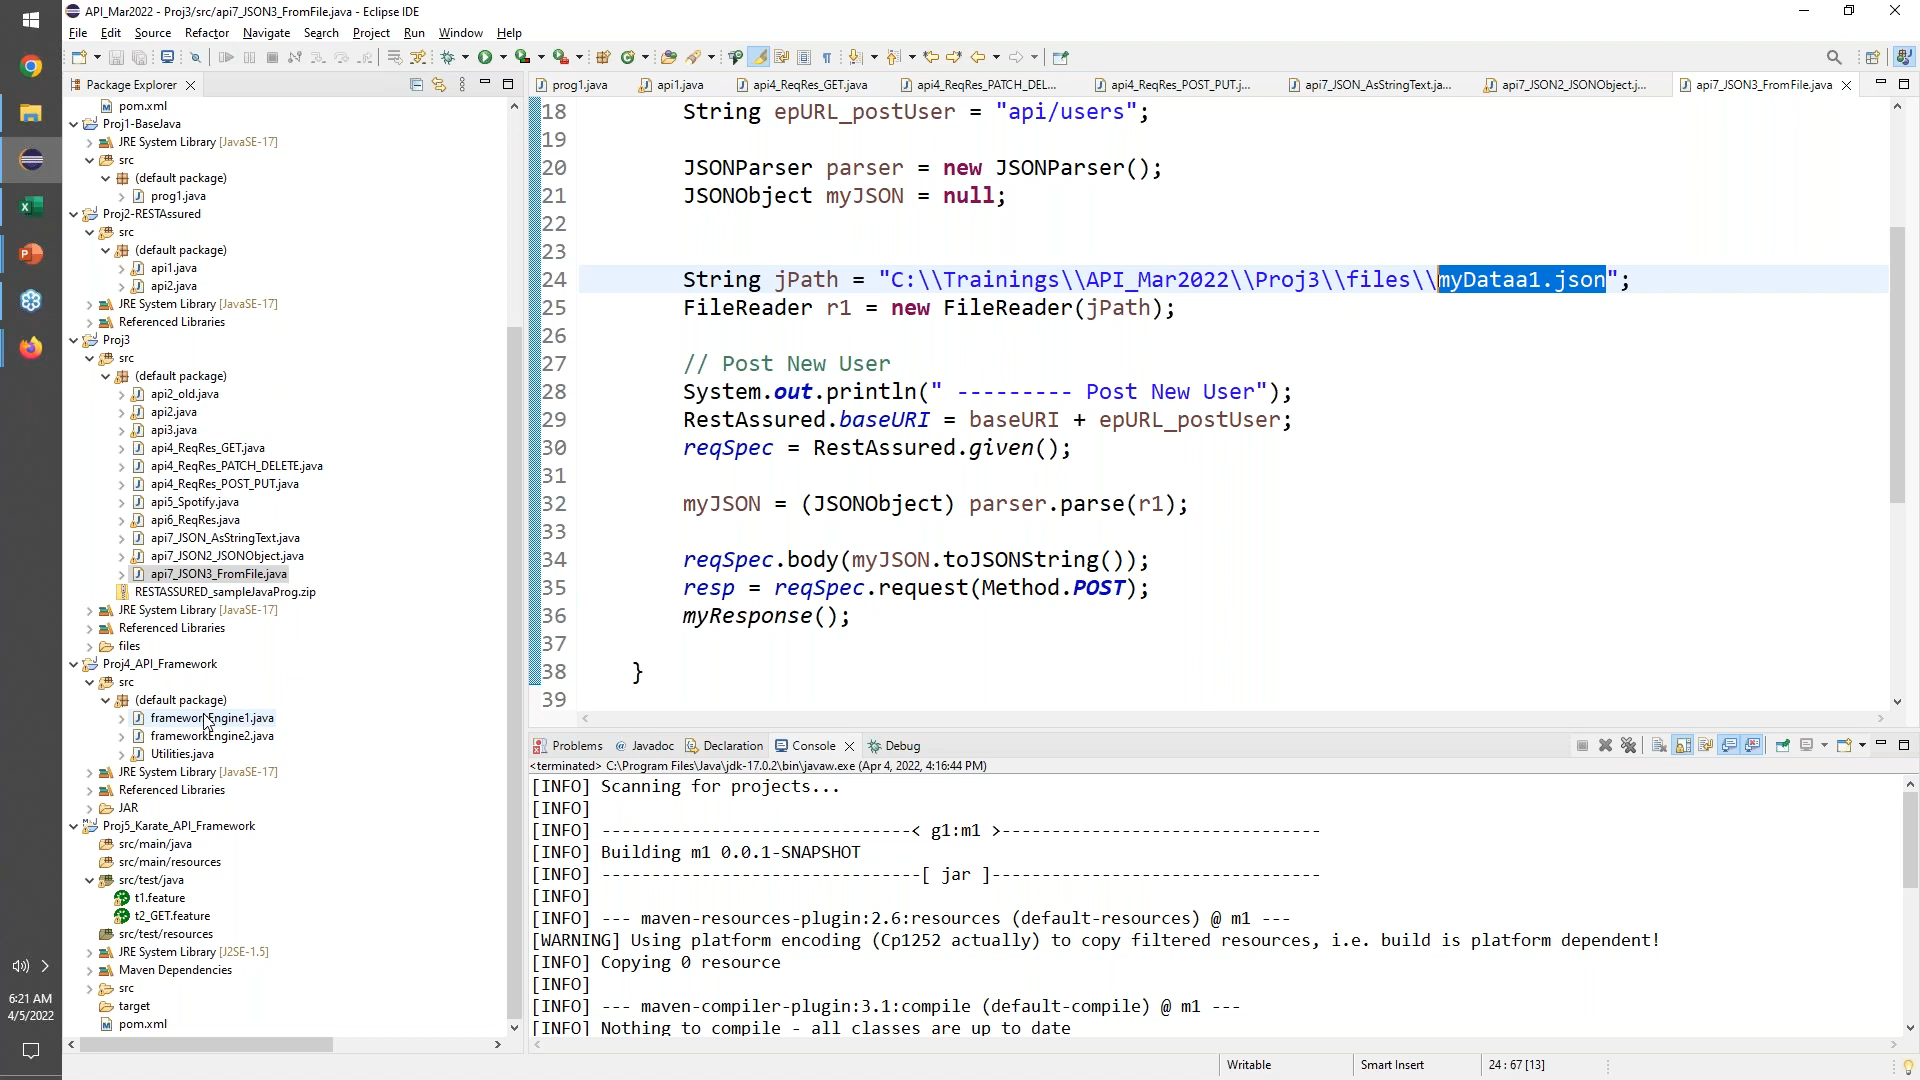 API_Mar2022 - Proj3/src/api7_JSON3_FromFile.java - Eclipse IDE
File Edit Source Refactor Navigate Search Project Run Window Help
Package Explorer
prog1.java api1.java api4_ReqRes_GET.java api4_ReqRes_PATCH_DEL... api4_ReqRes_POST_PUT.j... api7_JSON_AsStringText.ja... api7_JSON2_JSONObject.j... api7_JSON3_FromFile.java
pom.xml
Proj1-BaseJava
JRE System Library [JavaSE-17]
src
(default package)
prog1.java
Proj2-RESTAssured
src
(default package)
api1.java
api2.java
JRE System Library [JavaSE-17]
Referenced Libraries
Proj3
src
(default package)
api2_old.java
api2.java
api3.java
api4_ReqRes_GET.java
api4_ReqRes_PATCH_DELETE.java
api4_ReqRes_POST_PUT.java
api5_Spotify.java
api6_ReqRes.java
api7_JSON_AsStringText.java
api7_JSON2_JSONObject.java
api7_JSON3_FromFile.java
RESTASSURED_sampleJavaProg.zip
JRE System Library [JavaSE-17]
Referenced Libraries
files
Proj4_API_Framework
src
(default package)
frameworkEngine1.java
frameworkEngine2.java
Utilities.java
JRE System Library [JavaSE-17]
Referenced Libraries
JAR
Proj5_Karate_API_Framework
src/main/java
src/main/resources
src/test/java
t1.feature
t2_GET.feature
src/test/resources
JRE System Library [J2SE-1.5]
Maven Dependencies
src
target
pom.xml
18 String epURL_postUser = "api/users";
19
20 JSONParser parser = new JSONParser();
21 JSONObject myJSON = null;
22
23
24 String jPath = "C:\\Trainings\\API_Mar2022\\Proj3\\files\\myDataa1.json";
25 FileReader r1 = new FileReader(jPath);
26
27 // Post New User
28 System.out.println(" --------- Post New User");
29 RestAssured.baseURI = baseURI + epURL_postUser;
30 reqSpec = RestAssured.given();
31
32 myJSON = (JSONObject) parser.parse(r1);
33
34 reqSpec.body(myJSON.toJSONString());
35 resp = reqSpec.request(Method.POST);
36 myResponse();
37
38 }
39
Problems Javadoc Declaration Console Debug
<terminated> C:\Program Files\Java\jdk-17.0.2\bin\javaw.exe (Apr 4, 2022, 4:16:44 PM)
[INFO] Scanning for projects...
[INFO]
[INFO] -------------------------------< g1:m1 >--------------------------------
[INFO] Building m1 0.0.1-SNAPSHOT
[INFO] --------------------------------[ jar ]---------------------------------
[INFO]
[INFO] --- maven-resources-plugin:2.6:resources (default-resources) @ m1 ---
[WARNING] Using platform encoding (Cp1252 actually) to copy filtered resources, i.e. build is platform dependent!
[INFO] Copying 0 resource
[INFO]
[INFO] --- maven-compiler-plugin:3.1:compile (default-compile) @ m1 ---
[INFO] Nothing to compile - all classes are up to date
Writable Smart Insert 24 : 67 [13]
6:21 AM
4/5/2022